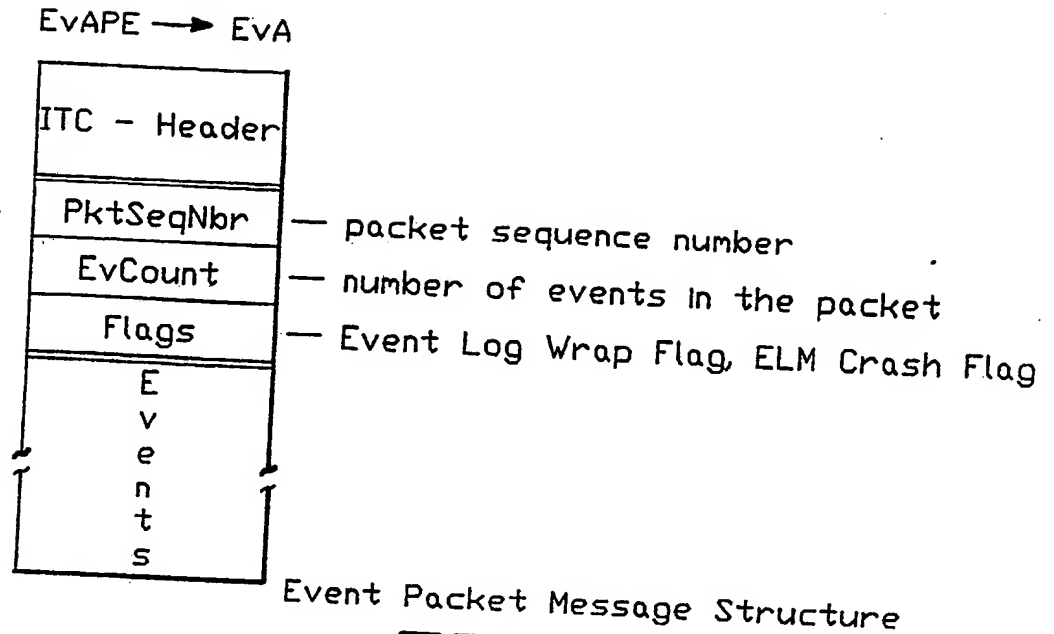 EvAPE → EvA
ITC - Header
PktSeqNbr — packet sequence number
EvCount — number of events in the packet
Flags — Event Log Wrap Flag, ELM Crash Flag
E
v
e
n
t
s
Event Packet Message Structure